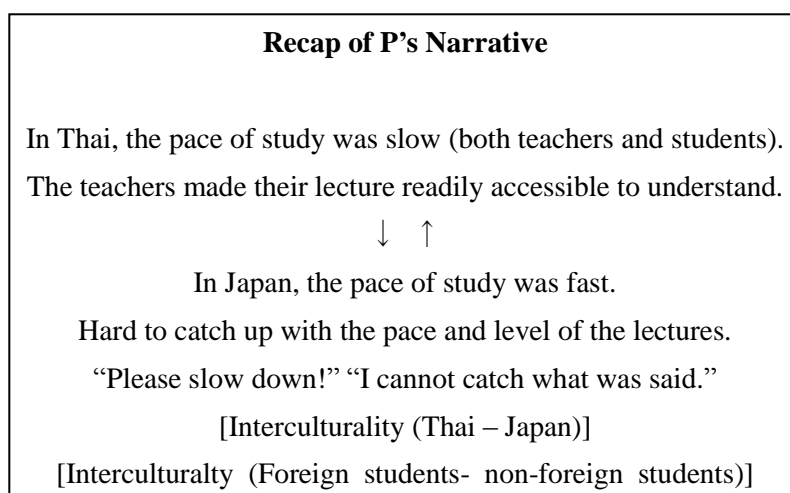 Recap of P’s Narrative
In Thai, the pace of study was slow (both teachers and students).
The teachers made their lecture readily accessible to understand.
↓ ↑
In Japan, the pace of study was fast.
Hard to catch up with the pace and level of the lectures.
“Please slow down!” “I cannot catch what was said.”
[Interculturality (Thai – Japan)]
[Interculturalty (Foreign students- non-foreign students)]